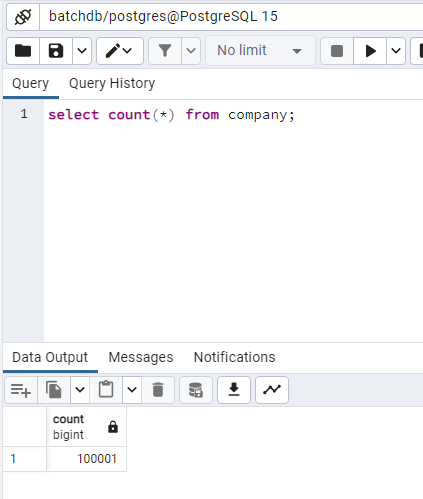 batchdb/postgres@PostgreSQL 15
No limit
Query Query History
1 select count(*) from company;
Data Output Messages Notifications
count
bigint
1 100001